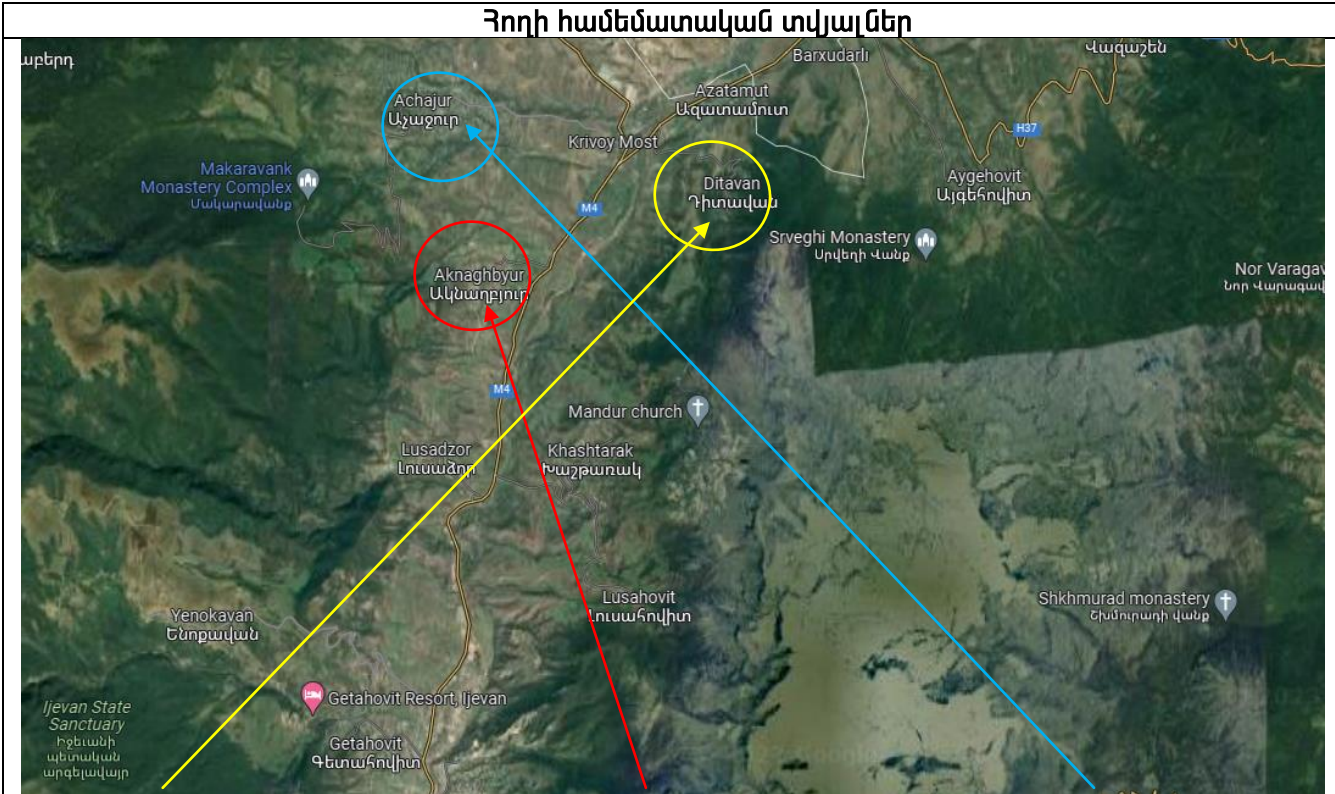 Հողի համեմատական տվյալներ
աբերդ
Barxudarlı
Վազաշեն
Achajur
Աչաջուր
Azatamut
Ազատամուտ
H37
Krivoy Most
Makaravank
Monastery Complex
Մակարավանք
Ditavan
Դիտավան
Aygehovit
Այգեհովիտ
M4
Srveghi Monastery
Սրվեղի Վանք
Aknaghbyur
Ակնաղբյուր
Nor Varagav
Նոր Վարագավ
M4
Mandur church
Lusadzor
Լուսաձոր
Khashtarak
Խաշթառակ
Lusahovit
Լուսահովիտ
Shkhmurad monastery
Շխմուրադի վանք
Yenokavan
Ենոքավան
Getahovit Resort, Ijevan
Ijevan State
Sanctuary
Իջեւանի
պետական
արգելավայր
Getahovit
Գետահովիտ